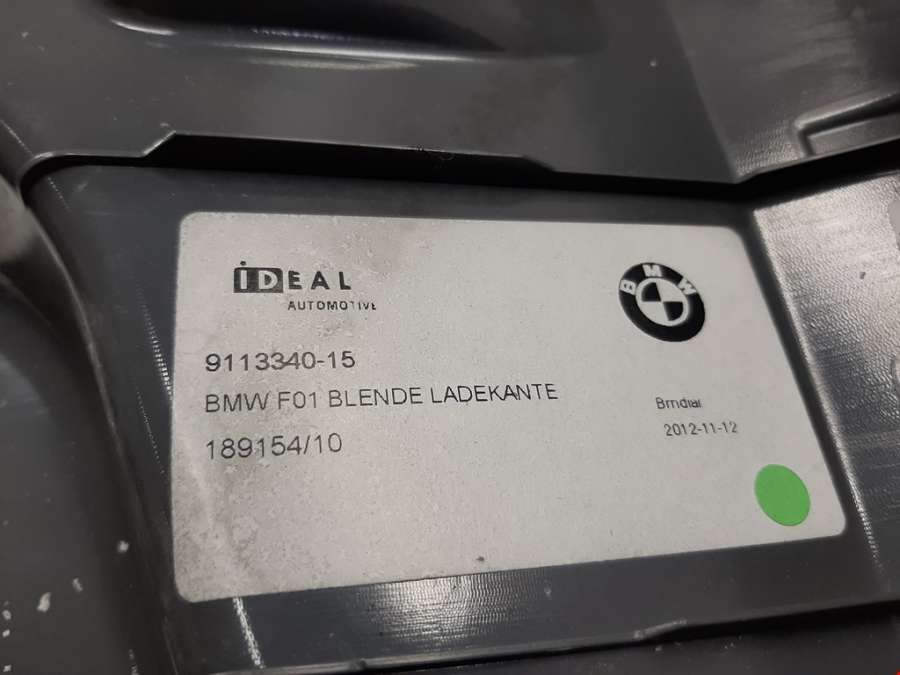 IDEAL
AUTOMOTIVE
BMW
9113340-15
BMW F01 BLENDE LADEKANTE
189154/10
2012-11-12